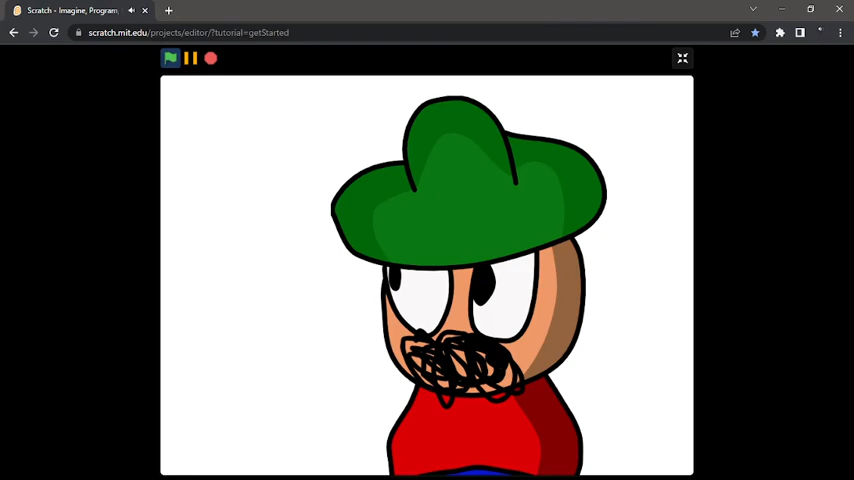 Scratch - Imagine, Program,
scratch.mit.edu/projects/editor/?tutorial=getStarted